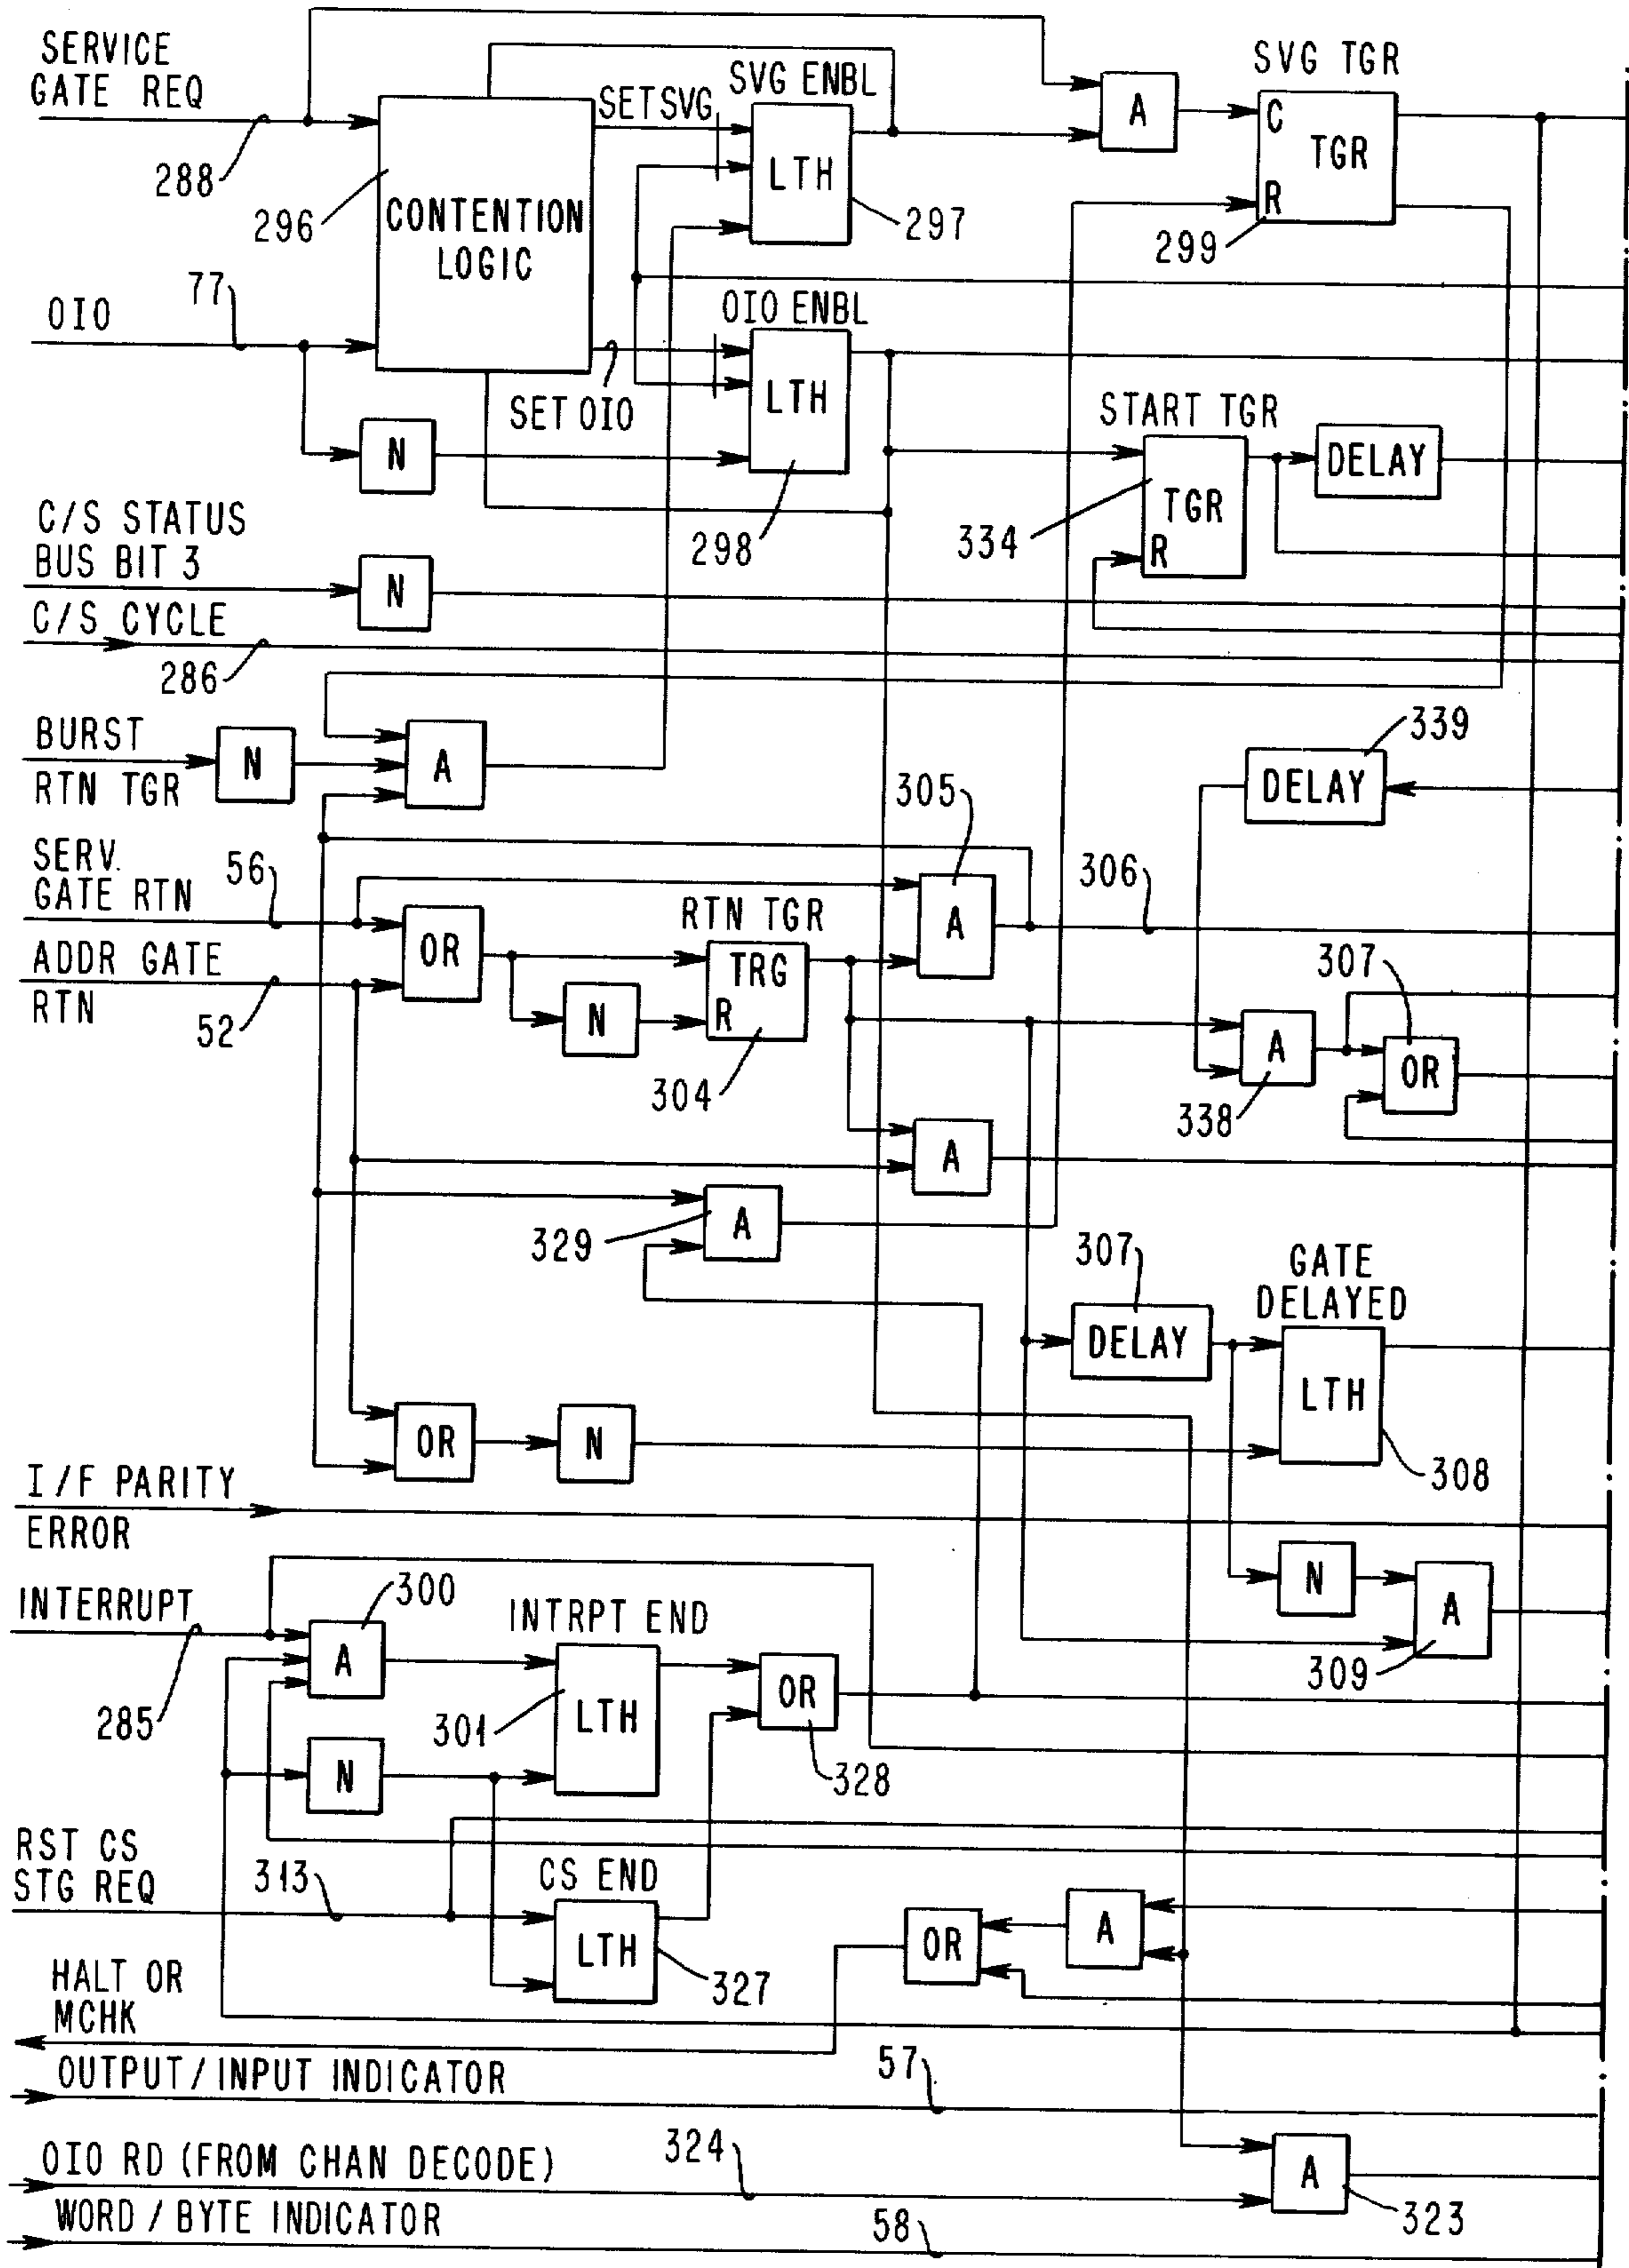 SERVICE
GATE REQ
288
296
CONTENTION
LOGIC
SET SVG
SVG ENBL
LTH
297
A
SVG TGR
C
TGR
R
299
OIO
77
N
SET OIO
OIO ENBL
LTH
298
START TGR
334
TGR
R
DELAY
C/S STATUS
BUS BIT 3
N
C/S CYCLE
286
BURST
RTN TGR
N
A
339
DELAY
SERV.
GATE RTN
56
ADDR GATE
RTN
52
OR
N
RTN TGR
TRG
R
304
305
A
306
307
A
338
OR
A
329
A
307
DELAY
GATE
DELAYED
LTH
308
OR
N
I/F PARITY
ERROR
INTERRUPT
285
300
A
N
INTRPT END
301
LTH
OR
328
N
A
309
RST CS
STG REQ
313
CS END
LTH
327
OR
A
HALT OR
MCHK
OUTPUT/INPUT INDICATOR
57
OIO RD (FROM CHAN DECODE)
324
A
323
WORD/BYTE INDICATOR
58